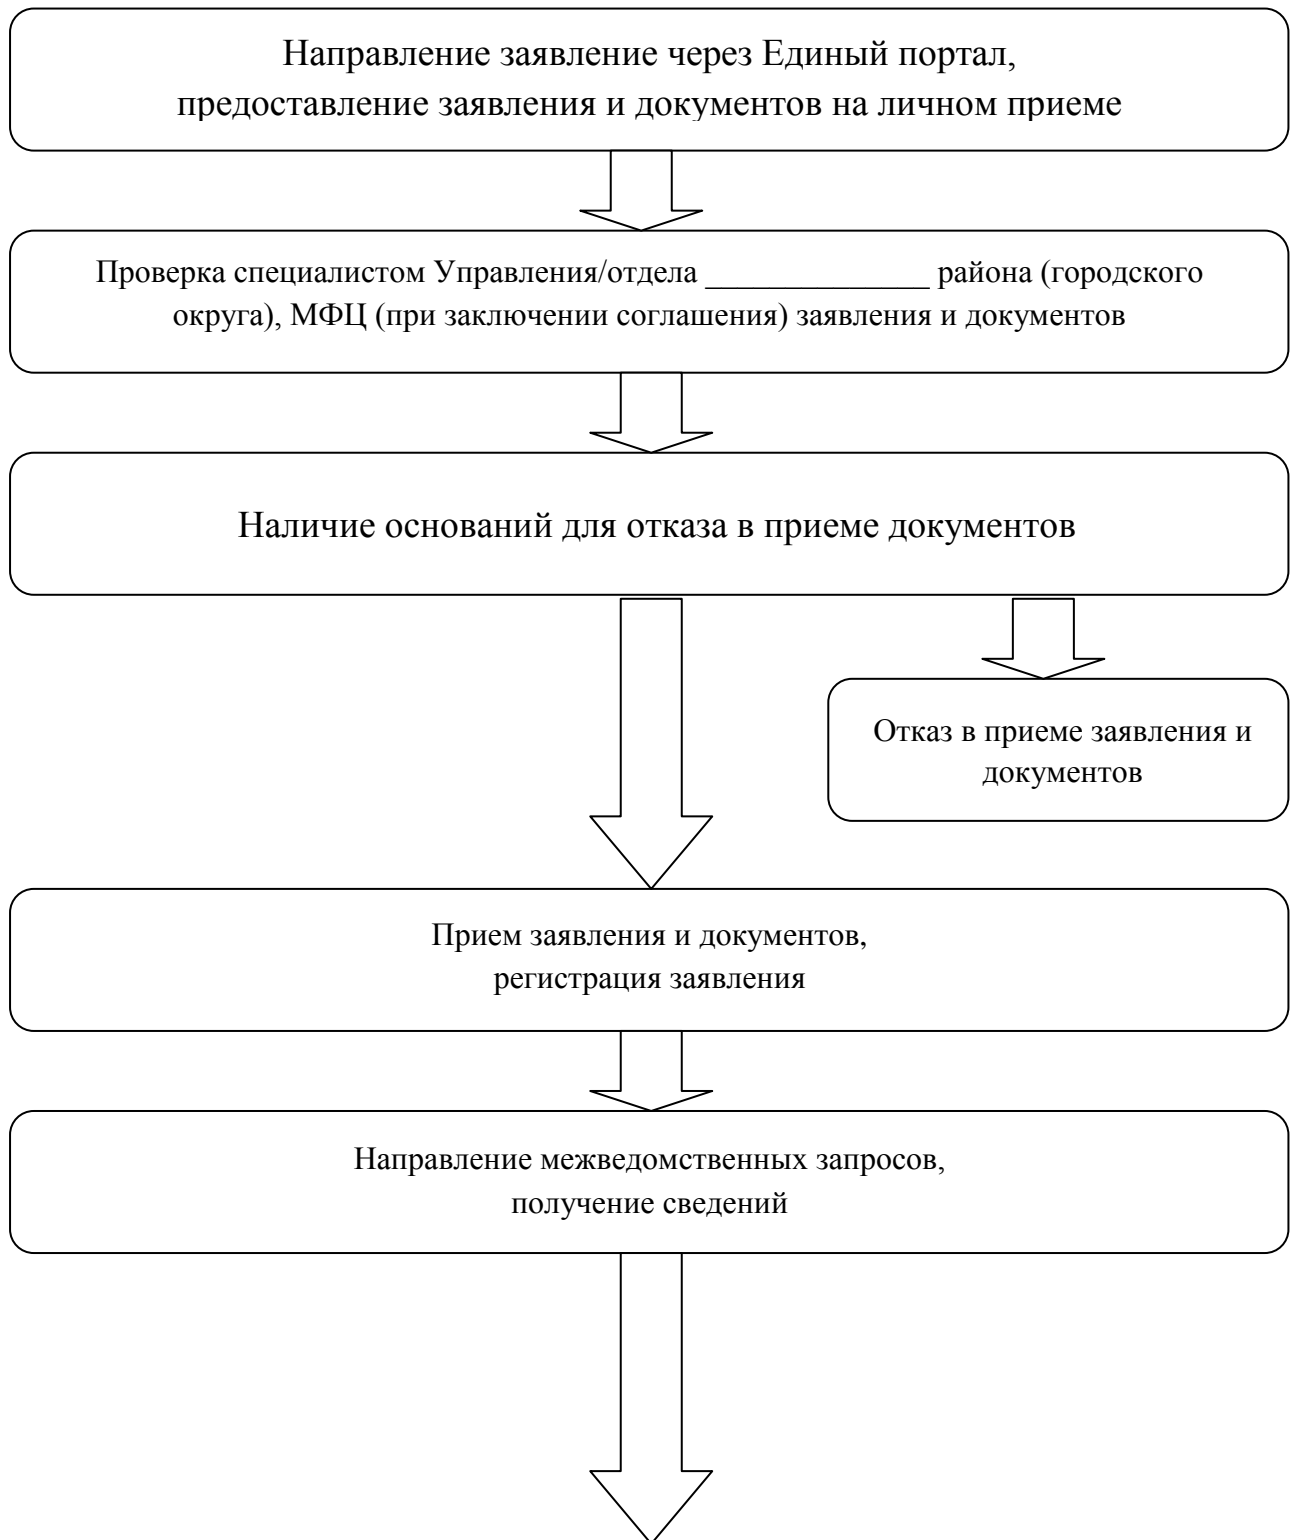 Направление заявление через Единый портал,
предоставление заявления и документов на личном приеме
Проверка специалистом Управления/отдела ______________ района (городского
округа), МФЦ (при заключении соглашения) заявления и документов
Наличие оснований для отказа в приеме документов
Отказ в приеме заявления и
документов
Прием заявления и документов,
регистрация заявления
Направление межведомственных запросов,
получение сведений